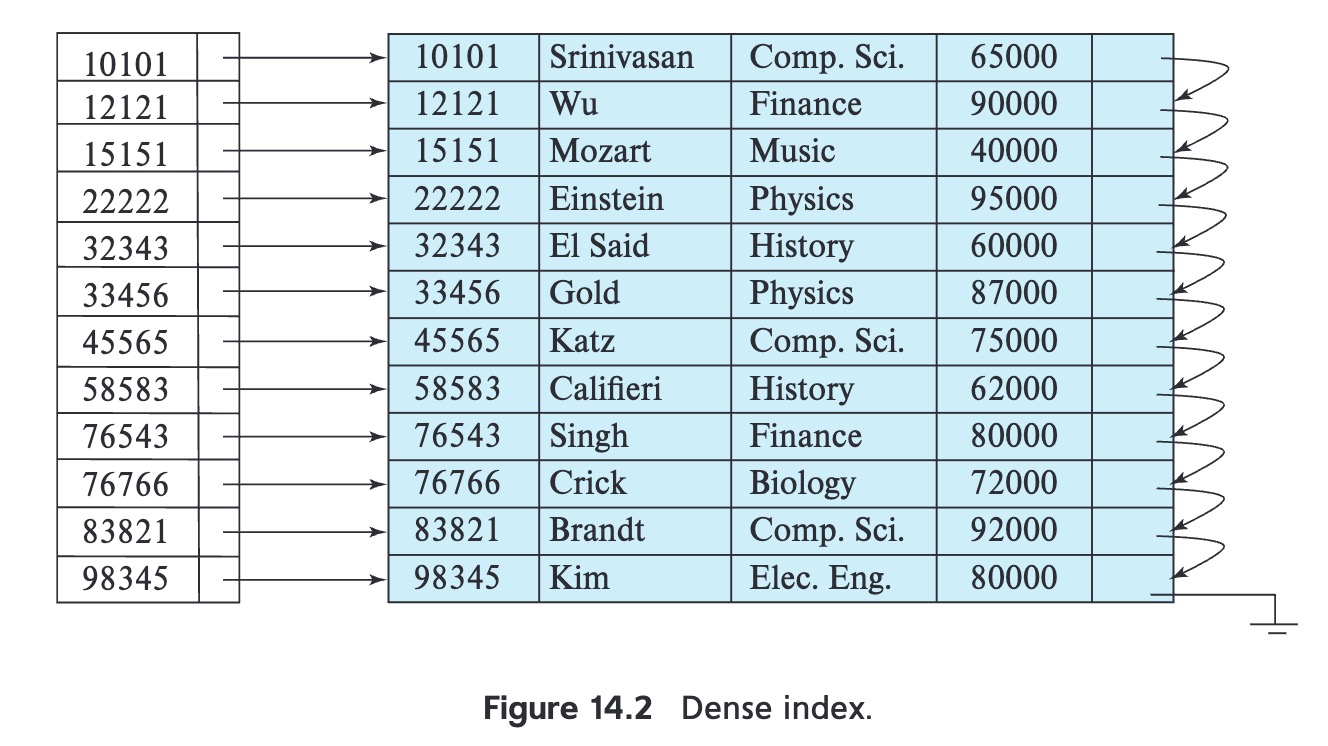 10101 10101 Srinivasan Comp. Sci. 65000
12121 12121 Wu Finance 90000
15151 15151 Mozart Music 40000
22222 22222 Einstein Physics 95000
32343 32343 El Said History 60000
33456 33456 Gold Physics 87000
45565 45565 Katz Comp. Sci. 75000
58583 58583 Califieri History 62000
76543 76543 Singh Finance 80000
76766 76766 Crick Biology 72000
83821 83821 Brandt Comp. Sci. 92000
98345 98345 Kim Elec. Eng. 80000
Figure 14.2 Dense index.